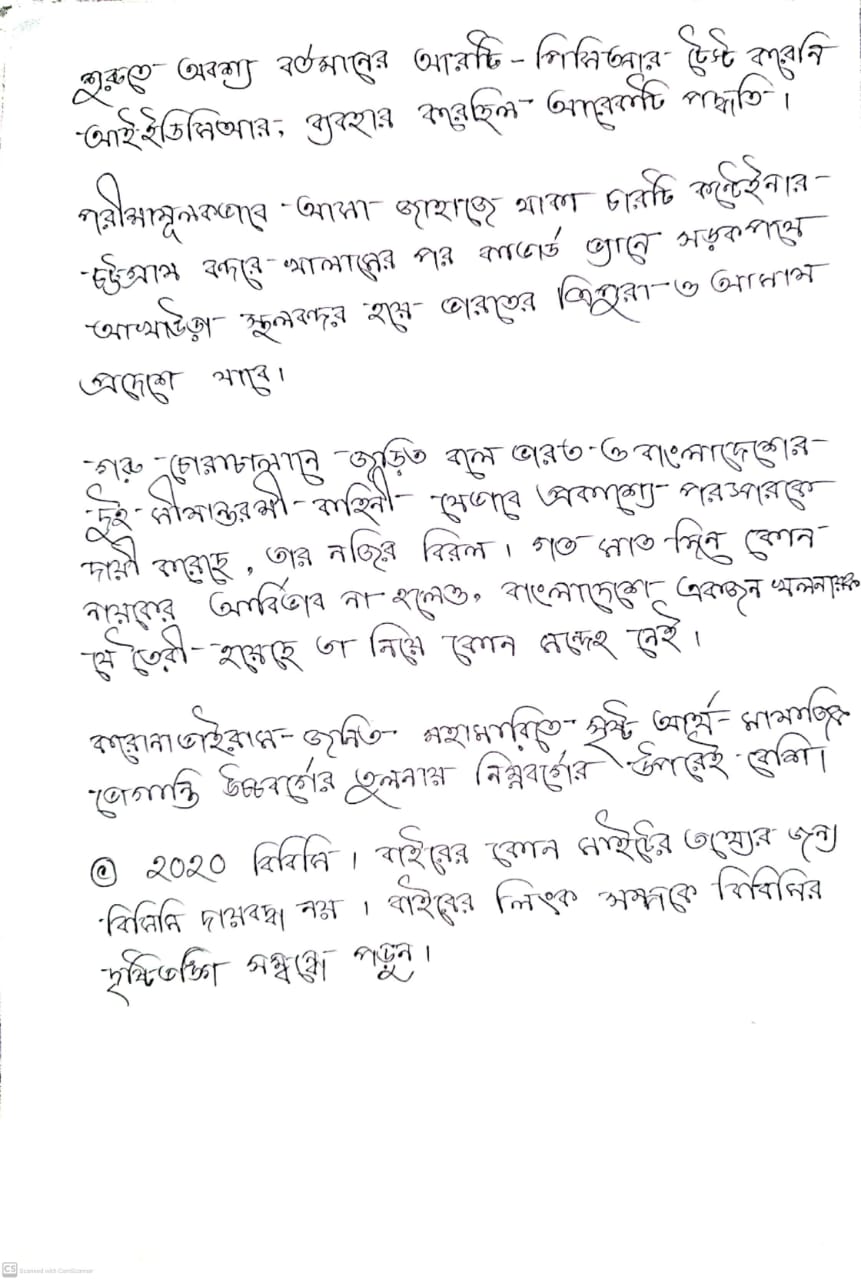 শুরুতে অবশ্য বর্তমানের আরটি-পিসিআর টেস্ট করেনি
আইইডিসিআর, ব্যবহার করেছিল আরেকটি পদ্ধতি।
পরীক্ষামূলকভাবে আসা জাহাজে থাকা চারটি কন্টেইনার
চট্টগ্রাম বন্দরে খালাসের পর কাভার্ড ভ্যানে সড়কপথে
আখাউড়া স্থলবন্দর হয়ে ভারতের ত্রিপুরা ও আসাম
প্রদেশে যাবে।
গরু চোরাচালানে জড়িত বলে ভারত ও বাংলাদেশের
দুই সীমান্তরক্ষী বাহিনী যেভাবে প্রকাশ্যে পরস্পরকে
দায়ী করেছে, তার নজির বিরল। গত সাত দিনে কোন
নায়কের আর্বিভাব না হলেও, বাংলাদেশে একজন খলনায়ক
যে তৈরী হয়েছে তা নিয়ে কোন সন্দেহ নেই।
করোনাভাইরাস-জনিত মহামারিতে সৃষ্ট আর্থ-সামাজিক
ভোগান্তি উচ্চবর্গের তুলনায় নিম্নবর্গের উপরেই বেশি।
© ২০২০ বিবিসি। বাইরের কোন সাইটের তথ্যের জন্য
বিসিসি দায়বদ্ধ নয়। বাইরের লিংক সম্পর্কে বিবিসির
দৃষ্টিভঙ্গি সম্বন্ধে পড়ুন।
CS Scanned with CamScanner